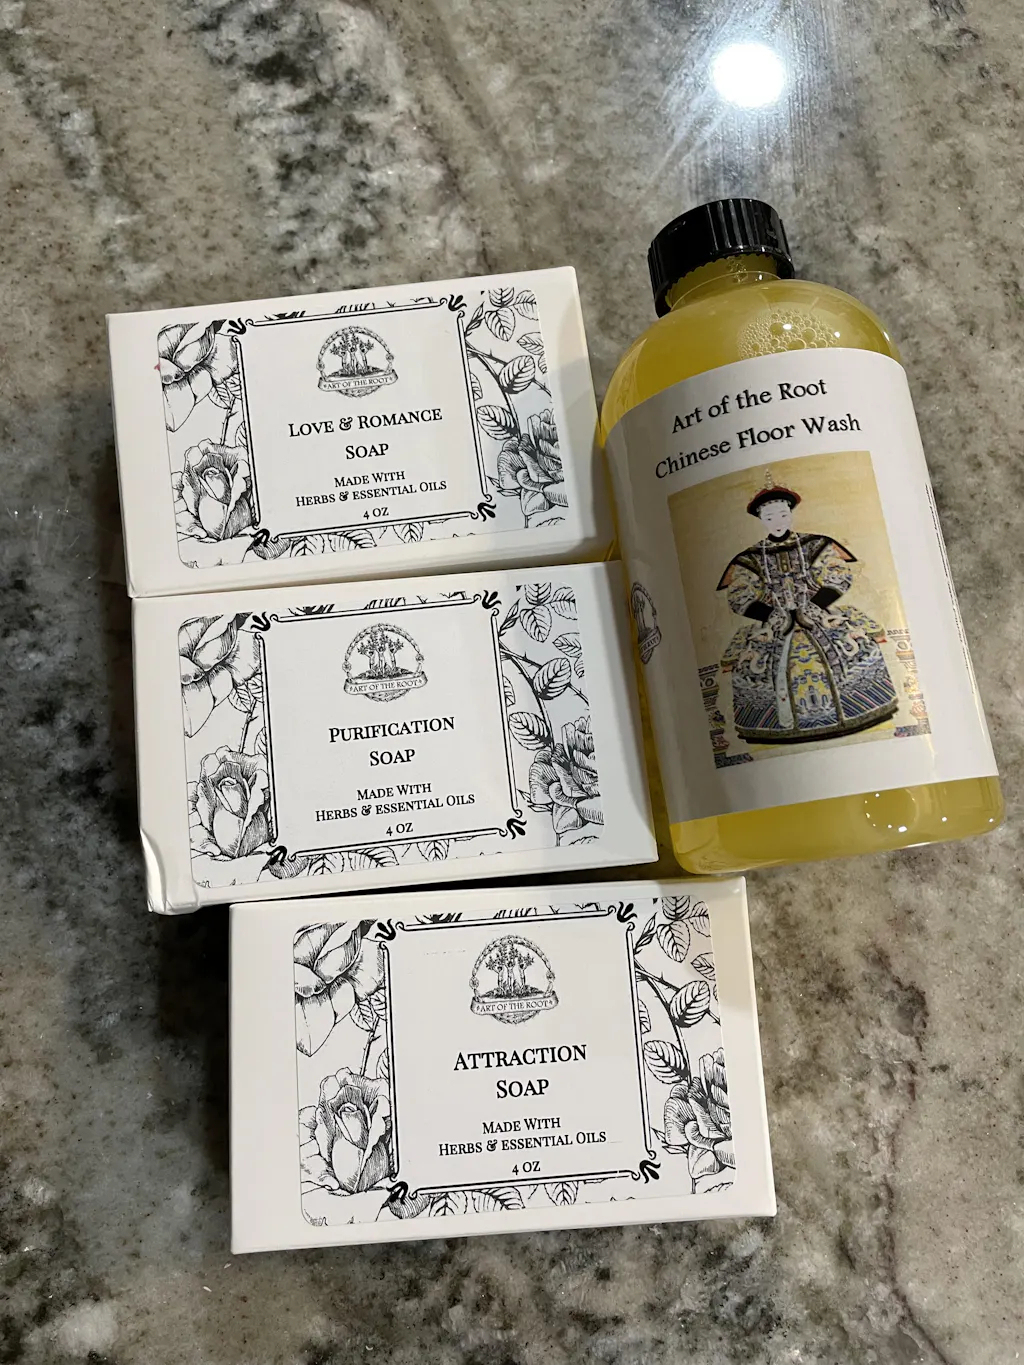 ART OF THE ROOT
LOVE & ROMANCE
SOAP
MADE WITH
HERBS & ESSENTIAL OILS
4 OZ
Art of the Root
Chinese Floor Wash
ART OF THE ROOT
PURIFICATION
SOAP
MADE WITH
HERBS & ESSENTIAL OILS
4 OZ
ART OF THE ROOT
ATTRACTION
SOAP
MADE WITH
HERBS & ESSENTIAL OILS
4 OZ